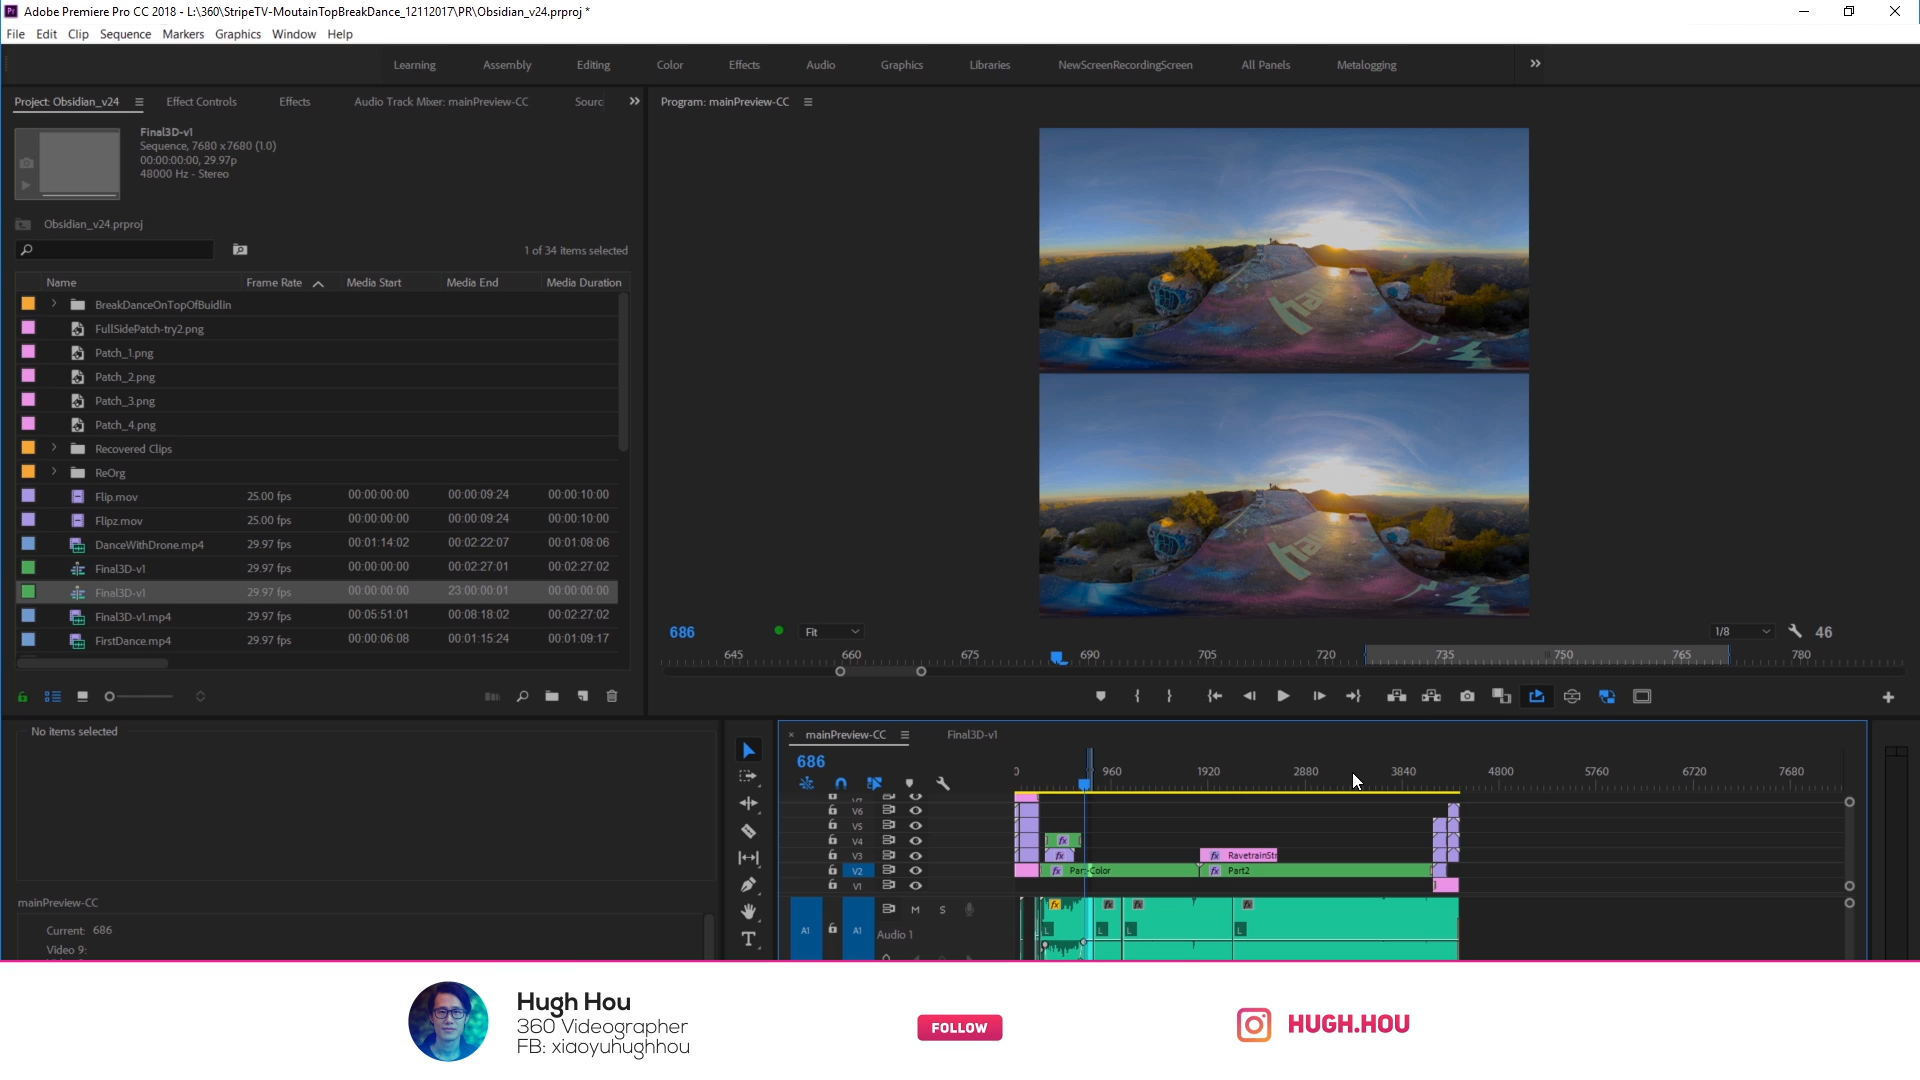 Adobe Premiere Pro CC 2018 - L:\360\StripeTV-MoutainTopBreakDance_12112017\PR\Obsidian_v24.prproj *
File Edit Clip Sequence Markers Graphics Window Help
Learning Assembly Editing Color Effects Audio Graphics Libraries NewScreenRecordingScreen All Panels Metalogging
Project: Obsidian_v24 Effect Controls Effects Audio Track Mixer: mainPreview-CC Sourc
Program: mainPreview-CC
Final3D-v1
Sequence, 7680 x 7680 (1.0)
00:00:00:00, 29.97p
48000 Hz - Stereo
Obsidian_v24.prproj
1 of 34 items selected
Name Frame Rate Media Start Media End Media Duration
BreakDanceOnTopOfBuidlin
FullSidePatch-try2.png
Patch_1.png
Patch_2.png
Patch_3.png
Patch_4.png
Recovered Clips
ReOrg
Flip.mov 25.00 fps 00:00:00:00 00:00:09:24 00:00:10:00
Flipz.mov 25.00 fps 00:00:00:00 00:00:09:24 00:00:10:00
DanceWithDrone.mp4 29.97 fps 00:01:14:02 00:02:22:07 00:01:08:06
Final3D-v1 29.97 fps 00:00:00:00 00:02:27:01 00:02:27:02
Final3D-v1 29.97 fps 00:00:00:00 23:00:00:01 00:00:00:00
Final3D-v1.mp4 29.97 fps 00:05:51:01 00:08:18:02 00:02:27:02
FirstDance.mp4 29.97 fps 00:00:06:08 00:01:15:24 00:01:09:17
686 Fit 1/8 46
645 660 675 690 705 720 735 750 765 780
No items selected
mainPreview-CC
Current: 686
Video 9:
× mainPreview-CC Final3D-v1
686
0 960 1920 2880 3840 4800 5760 6720 7680
V6
V5
V4 fx
V3 fx fx RavetrainStr
V2 fx Part-Color fx Part2
V1
fx fx fx fx
M S
A1 A1 Audio 1
L L L L
T
Hugh Hou
360 Videographer
FB: xiaoyuhughhou
FOLLOW
HUGH.HOU